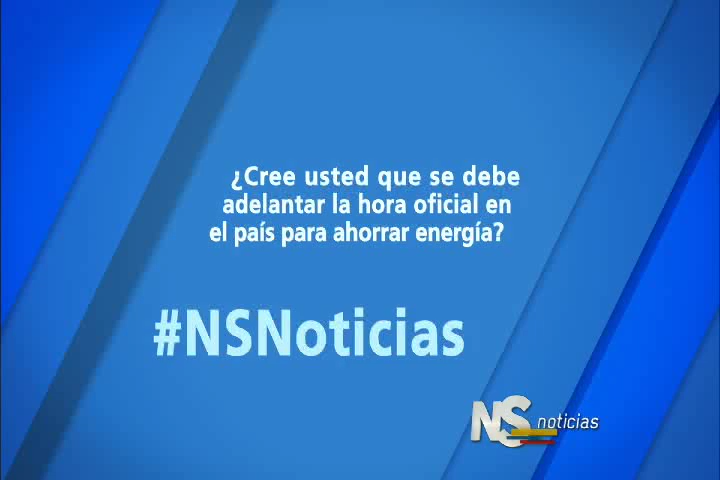 ¿Cree usted que se debe
adelantar la hora oficial en
el país para ahorrar energía?
#NSNoticias
NS noticias